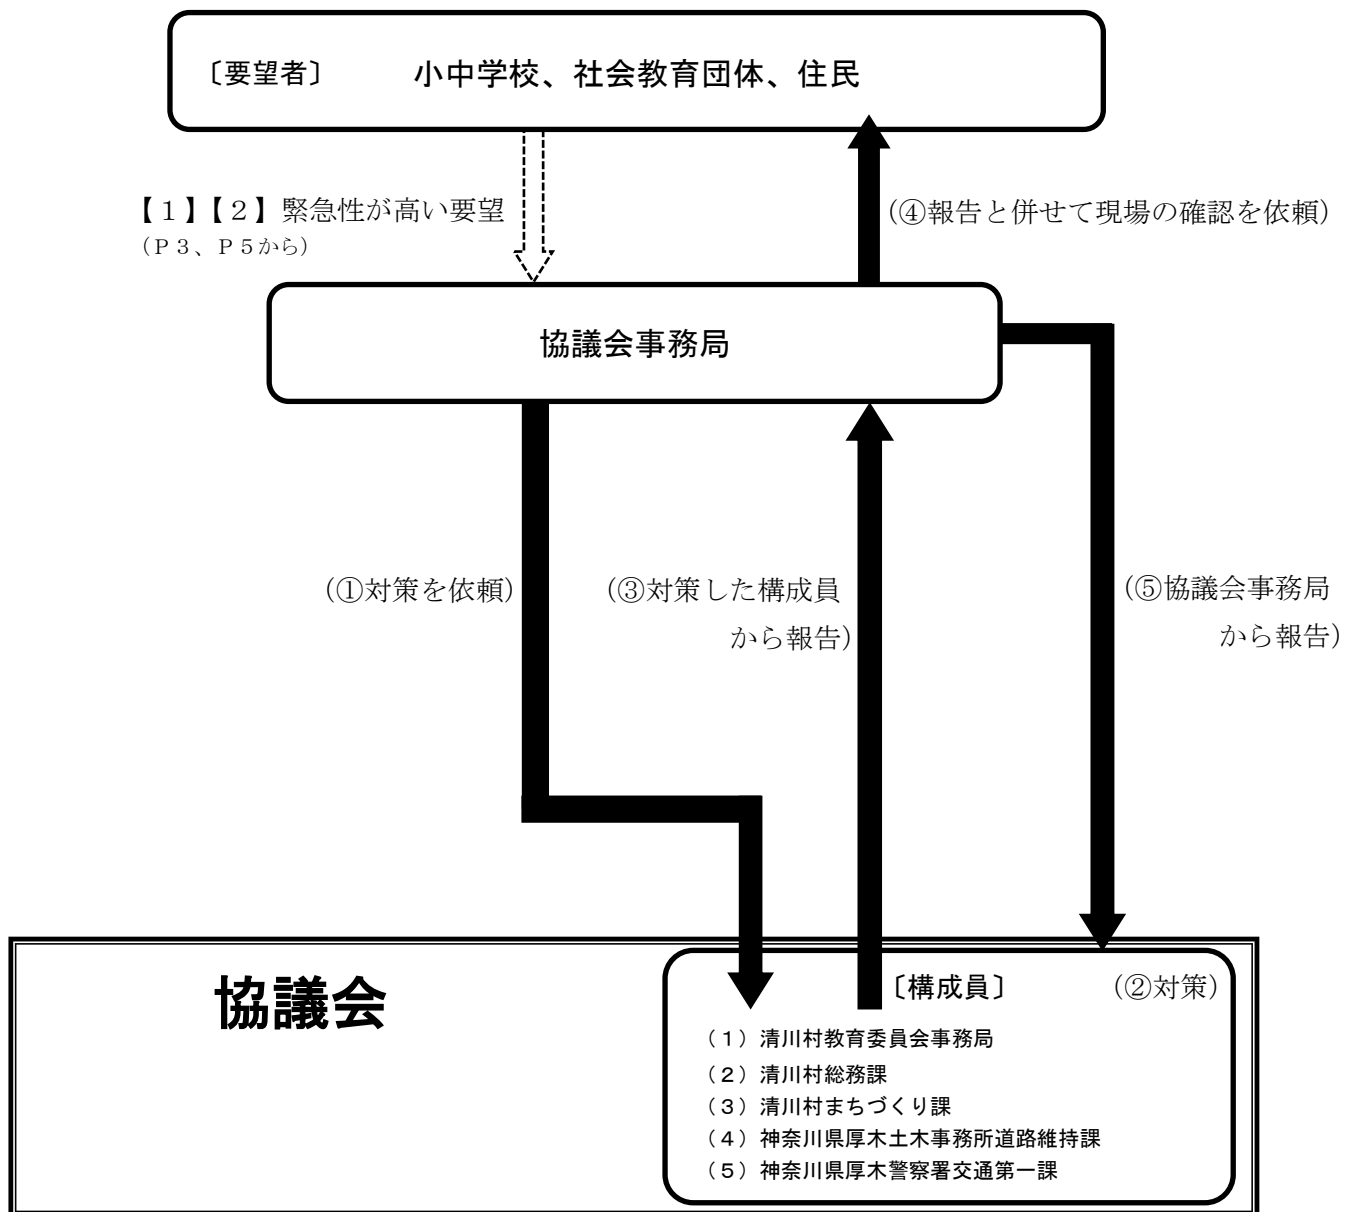 〔要望者〕 小中学校、社会教育団体、住民
【１】【２】緊急性が高い要望
（Ｐ３、Ｐ５から）
（④報告と併せて現場の確認を依頼）
協議会事務局
（①対策を依頼）
（③対策した構成員
から報告）
（⑤協議会事務局
から報告）
協議会
〔構成員〕 （②対策）
（１）清川村教育委員会事務局
（２）清川村総務課
（３）清川村まちづくり課
（４）神奈川県厚木土木事務所道路維持課
（５）神奈川県厚木警察署交通第一課